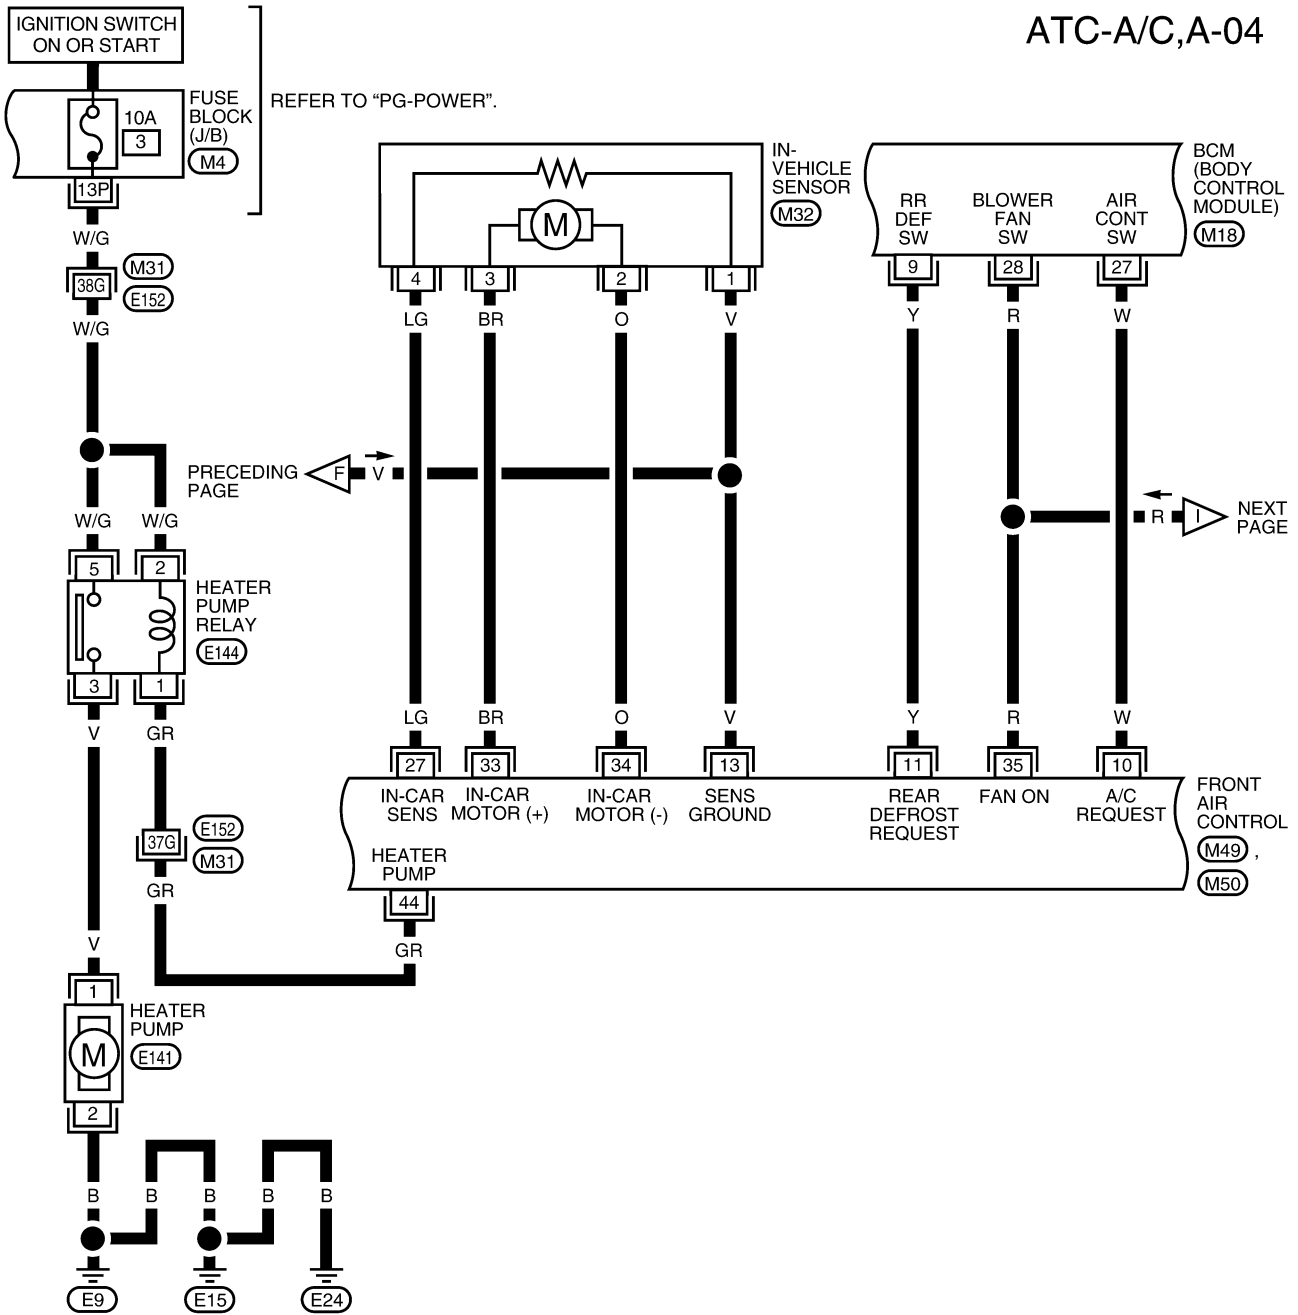 ATC-A/C,A-04
IGNITION SWITCH
ON OR START
REFER TO “PG-POWER”.
10A
3
FUSE
BLOCK
(J/B)
M4
13P
W/G
38G
M31
E152
W/G
W/G
W/G
5
2
HEATER
PUMP
RELAY
E144
3
1
V
GR
37G
E152
M31
GR
V
1
HEATER
PUMP
M
E141
2
B
B
B
B
B
E9
E15
E24
IN-
VEHICLE
SENSOR
M32
M
4
3
2
1
LG
BR
O
V
PRECEDING
PAGE
F
V
LG
BR
O
V
27
33
34
13
IN-CAR
SENS
IN-CAR
MOTOR (+)
IN-CAR
MOTOR (-)
SENS
GROUND
HEATER
PUMP
44
GR
BCM
(BODY
CONTROL
MODULE)
M18
RR
DEF
SW
BLOWER
FAN
SW
AIR
CONT
SW
9
28
27
Y
R
W
R
I
NEXT
PAGE
Y
R
W
11
35
10
REAR
DEFROST
REQUEST
FAN ON
A/C
REQUEST
FRONT
AIR
CONTROL
M49 ,
M50